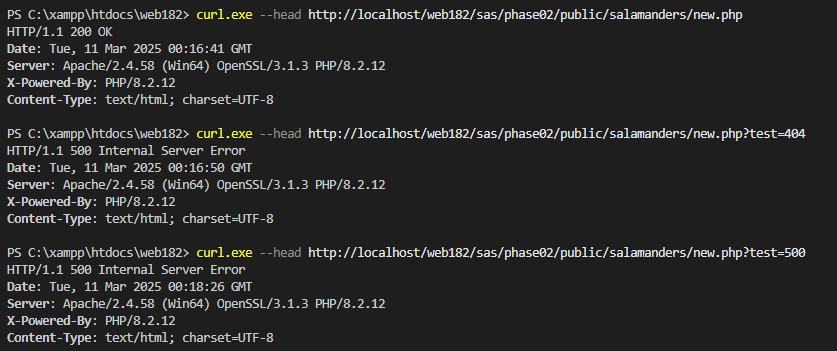 PS C:\xampp\htdocs\web182> curl.exe --head http://localhost/web182/sas/phase02/public/salamanders/new.php
HTTP/1.1 200 OK
Date: Tue, 11 Mar 2025 00:16:41 GMT
Server: Apache/2.4.58 (Win64) OpenSSL/3.1.3 PHP/8.2.12
X-Powered-By: PHP/8.2.12
Content-Type: text/html; charset=UTF-8
PS C:\xampp\htdocs\web182> curl.exe --head http://localhost/web182/sas/phase02/public/salamanders/new.php?test=404
HTTP/1.1 500 Internal Server Error
Date: Tue, 11 Mar 2025 00:16:50 GMT
Server: Apache/2.4.58 (Win64) OpenSSL/3.1.3 PHP/8.2.12
X-Powered-By: PHP/8.2.12
Content-Type: text/html; charset=UTF-8
PS C:\xampp\htdocs\web182> curl.exe --head http://localhost/web182/sas/phase02/public/salamanders/new.php?test=500
HTTP/1.1 500 Internal Server Error
Date: Tue, 11 Mar 2025 00:18:26 GMT
Server: Apache/2.4.58 (Win64) OpenSSL/3.1.3 PHP/8.2.12
X-Powered-By: PHP/8.2.12
Content-Type: text/html; charset=UTF-8